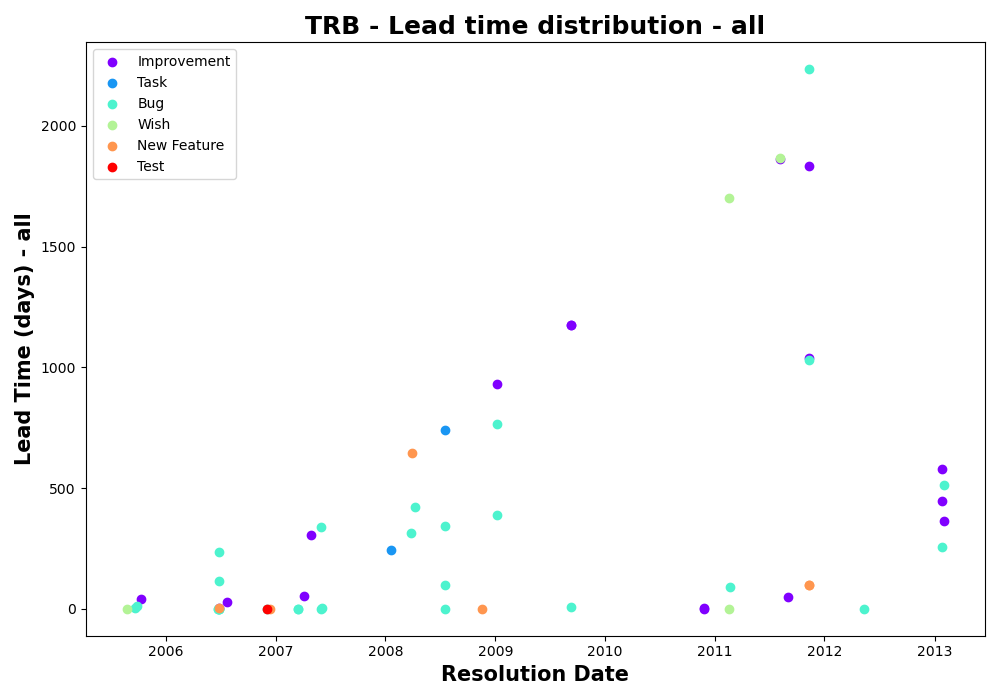 TRB - Lead time distribution - all
Improvement
Task
Bug
Wish
New Feature
Test
Lead Time (days) - all
2000
1500
1000
500
0
2006 2007 2008 2009 2010 2011 2012 2013
Resolution Date